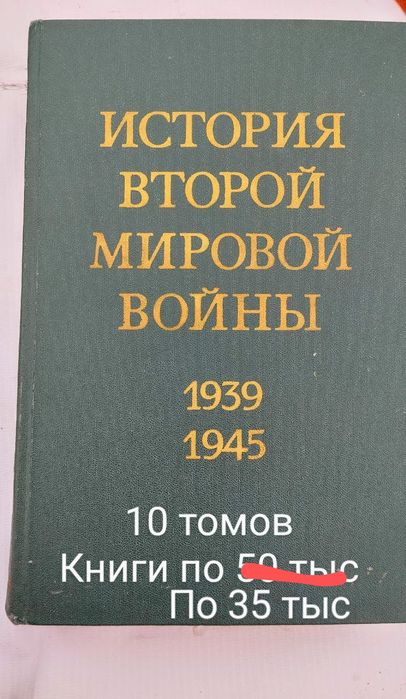 ИСТОРИЯ
ВТОРОЙ
МИРОВОЙ
ВОЙНЫ
1939
1945
10 томов
Книги по 50 тыс
По 35 тыс